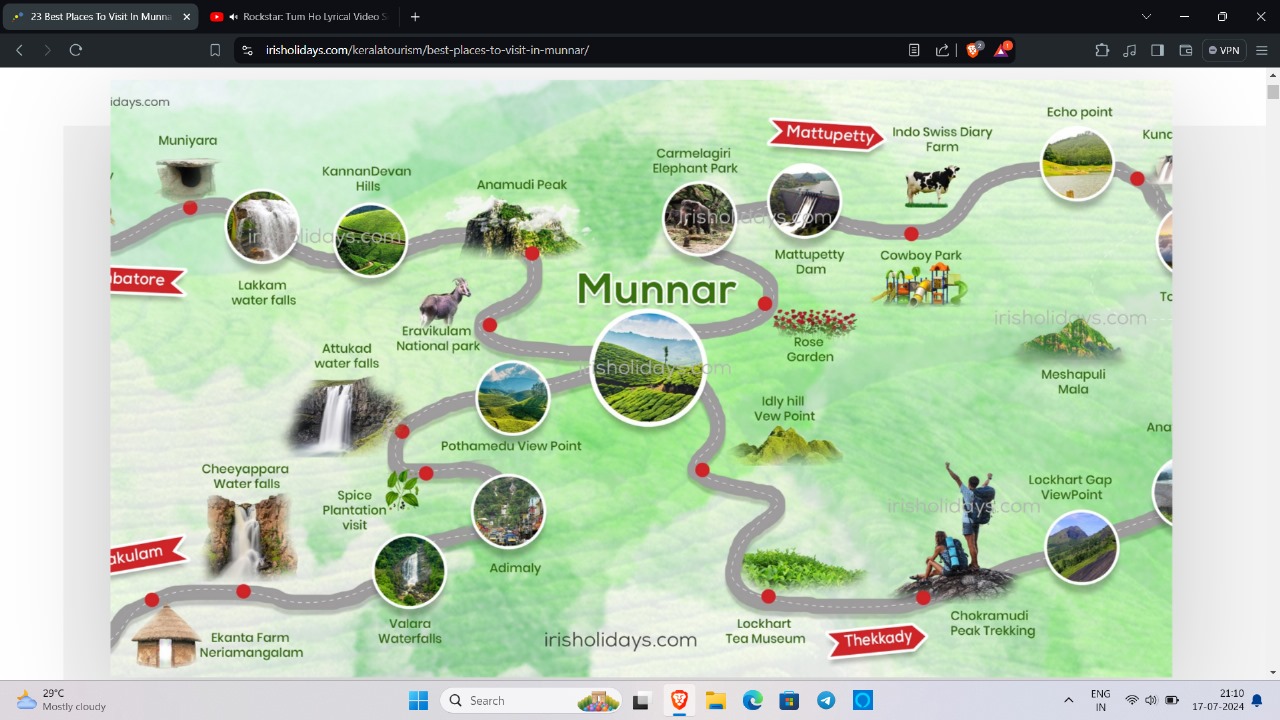 23 Best Places To Visit In Munna
Rockstar: Tum Ho Lyrical Video S
irisholidays.com/keralatourism/best-places-to-visit-in-munnar/
2
1
VPN
idays.com
Muniyara
KannanDevan
Hills
Anamudi Peak
Carmelagiri
Elephant Park
Mattupetty
Indo Swiss Diary
Farm
Echo point
Kund
irisholidays.com
irisholidays.com
Lakkam
water falls
batore
Mattupetty
Dam
Cowboy Park
To
Munnar
Eravikulam
National park
Rose
Garden
irisholidays.com
Meshapuli
Mala
Attukad
water falls
irisholidays.com
Idly hill
Vew Point
Pothamedu View Point
Ana
Cheeyappara
Water falls
Spice
Plantation
visit
Lockhart Gap
ViewPoint
irisholidays.com
akulam
Adimaly
Ekanta Farm
Neriamangalam
Valara
Waterfalls
irisholidays.com
Lockhart
Tea Museum
Thekkady
Chokramudi
Peak Trekking
29°C
Mostly cloudy
Search
ENG
IN
21:10
17-07-2024